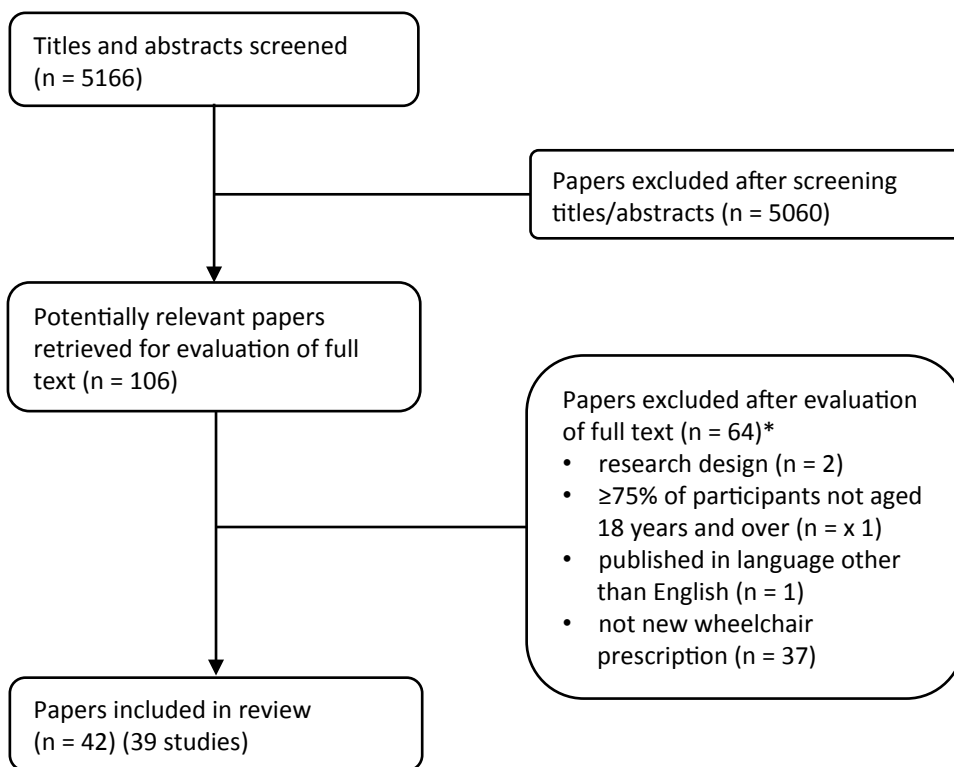 Titles and abstracts screened
(n = 5166)
Papers excluded after screening
titles/abstracts (n = 5060)
Potentially relevant papers
retrieved for evaluation of full
text (n = 106)
Papers excluded after evaluation
of full text (n = 64)*
• research design (n = 2)
• ≥75% of participants not aged
18 years and over (n = x 1)
• published in language other
than English (n = 1)
• not new wheelchair
prescription (n = 37)
Papers included in review
(n = 42) (39 studies)